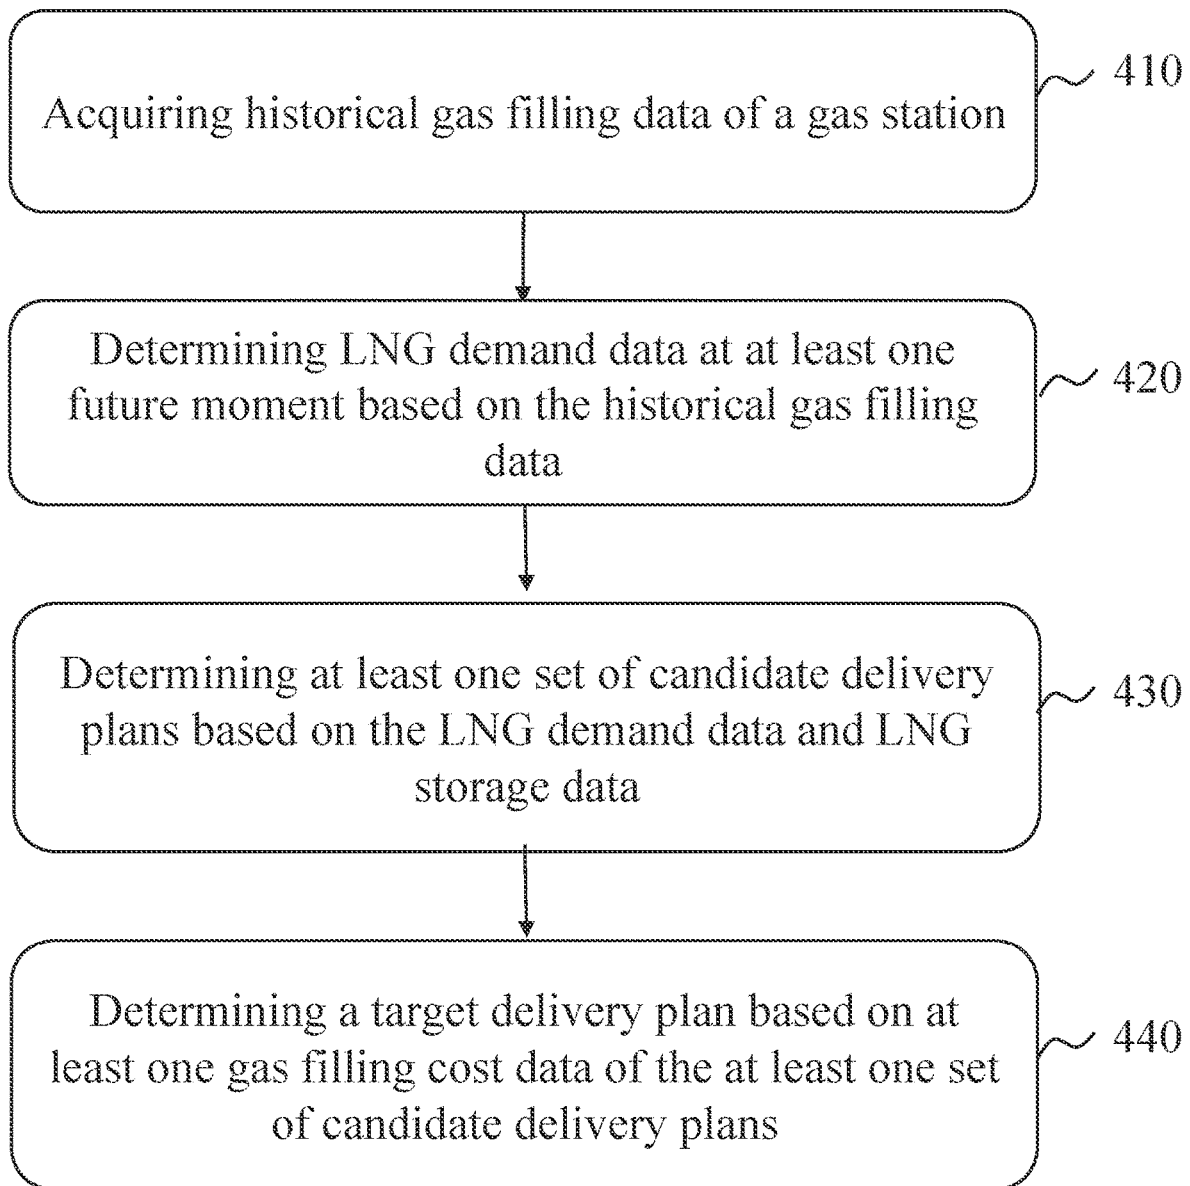 Acquiring historical gas filling data of a gas station
410
Determining LNG demand data at at least one
future moment based on the historical gas filling
data
420
Determining at least one set of candidate delivery
plans based on the LNG demand data and LNG
storage data
430
Determining a target delivery plan based on at
least one gas filling cost data of the at least one set
of candidate delivery plans
440